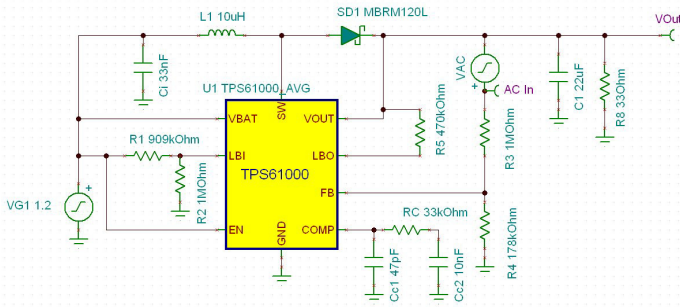 SD1 MBRM120L
L1 10uH
VOut
Ci 33nF
VAC
+
AC In
C1 22uF
R8 33Ohm
U1 TPS61000_AVG
SW
VBAT
VOUT
R5 470kOhm
R3 1MOhm
R1 909kOhm
LBI
LBO
TPS61000
R2 1MOhm
FB
VG1 1.2
+
EN
GND
COMP
RC 33kOhm
R4 178kOhm
Cc1 47pF
Cc2 10nF